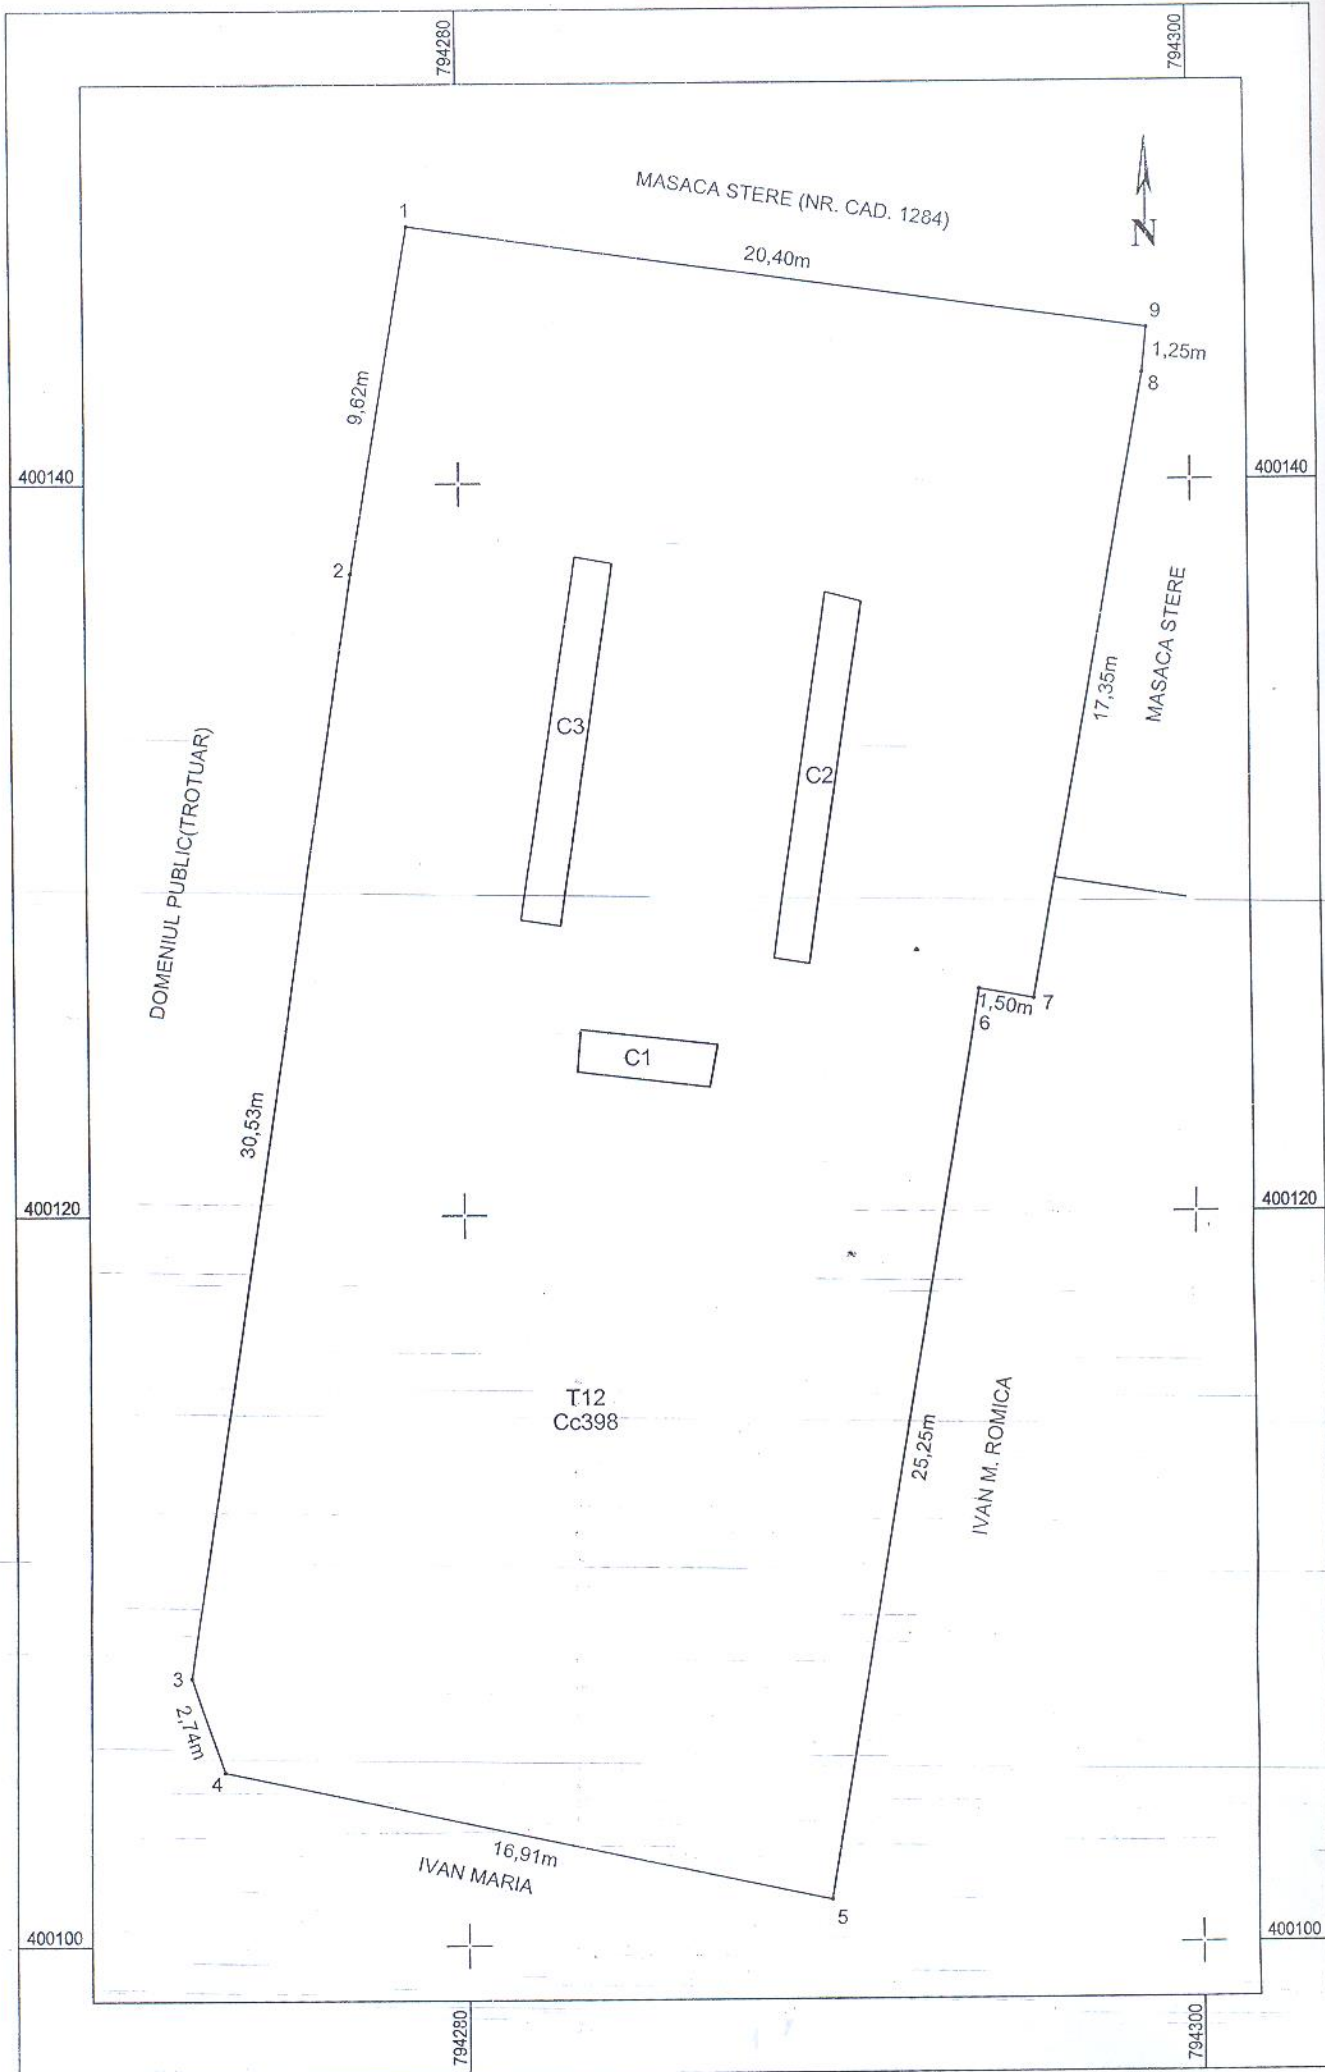 794280
794300
MASACA STERE (NR. CAD. 1284)
N
1
20,40m
9
1,25m
8
9,62m
400140
400140
2
MASACA STERE
17,35m
C3
C2
DOMENIUL PUBLIC(TROTUAR)
1,50m
7
6
C1
30,53m
400120
400120
T12
Cc398
25,25m
IVAN M. ROMICA
3
2,74m
4
16,91m
IVAN MARIA
5
400100
400100
794280
794300